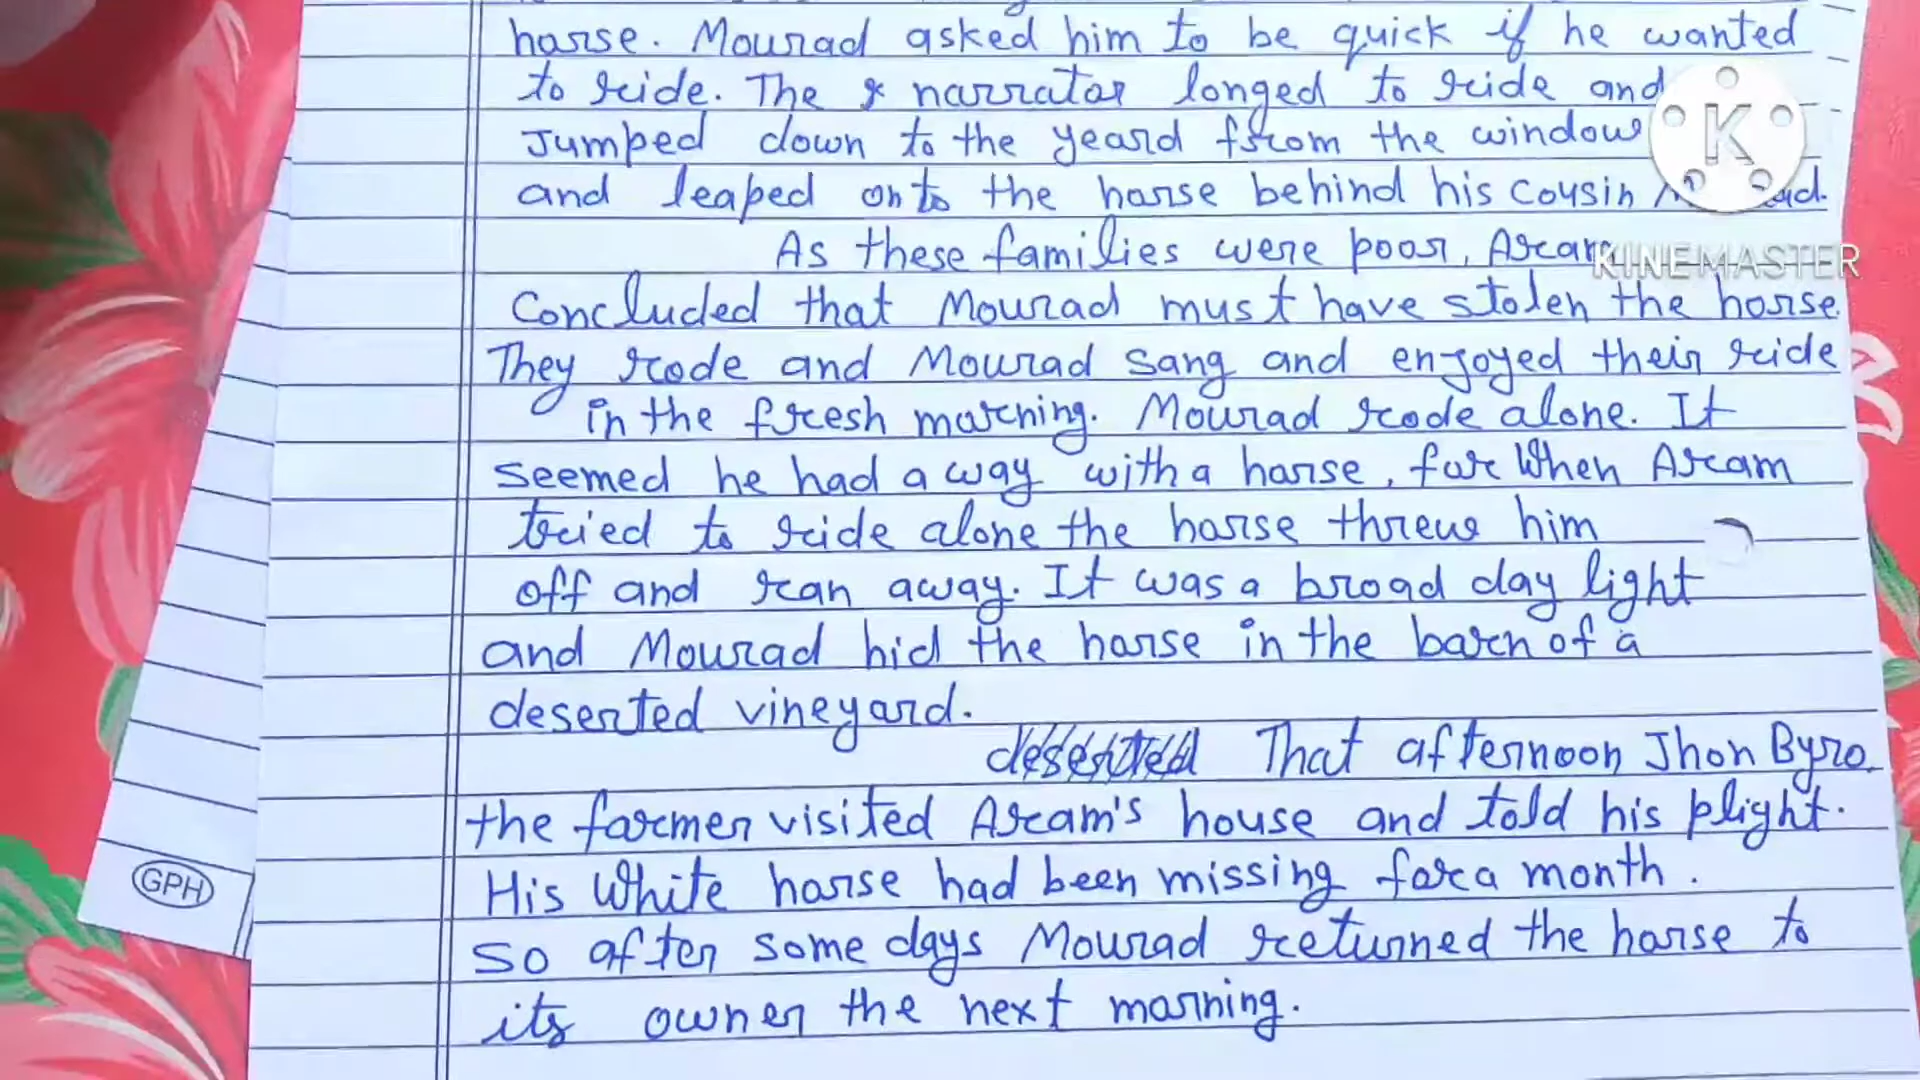 horse. Mourad asked him to be quick if he wanted
to ride. The narrator longed to ride and
Jumped down to the yeard from the window
and leaped onto the horse behind his cousin
As these families were poor, Aram
Concluded that Mourad must have stolen the horse
They rode and Mourad sang and enjoyed their ride
in the fresh morning. Mourad rode alone. It
seemed he had a way with a horse, for When Aram
tried to ride alone the horse threw him
off and ran away. It was a broad day light
and Mourad hid the horse in the barn of a
deserted vineyard.
deserted That afternoon Jhon Byro,
the farmer visited Aram's house and told his plight.
His White horse had been missing for a month.
So after some days Mourad returned the horse to
its owner the next morning.
K
KINEMASTER
GPH